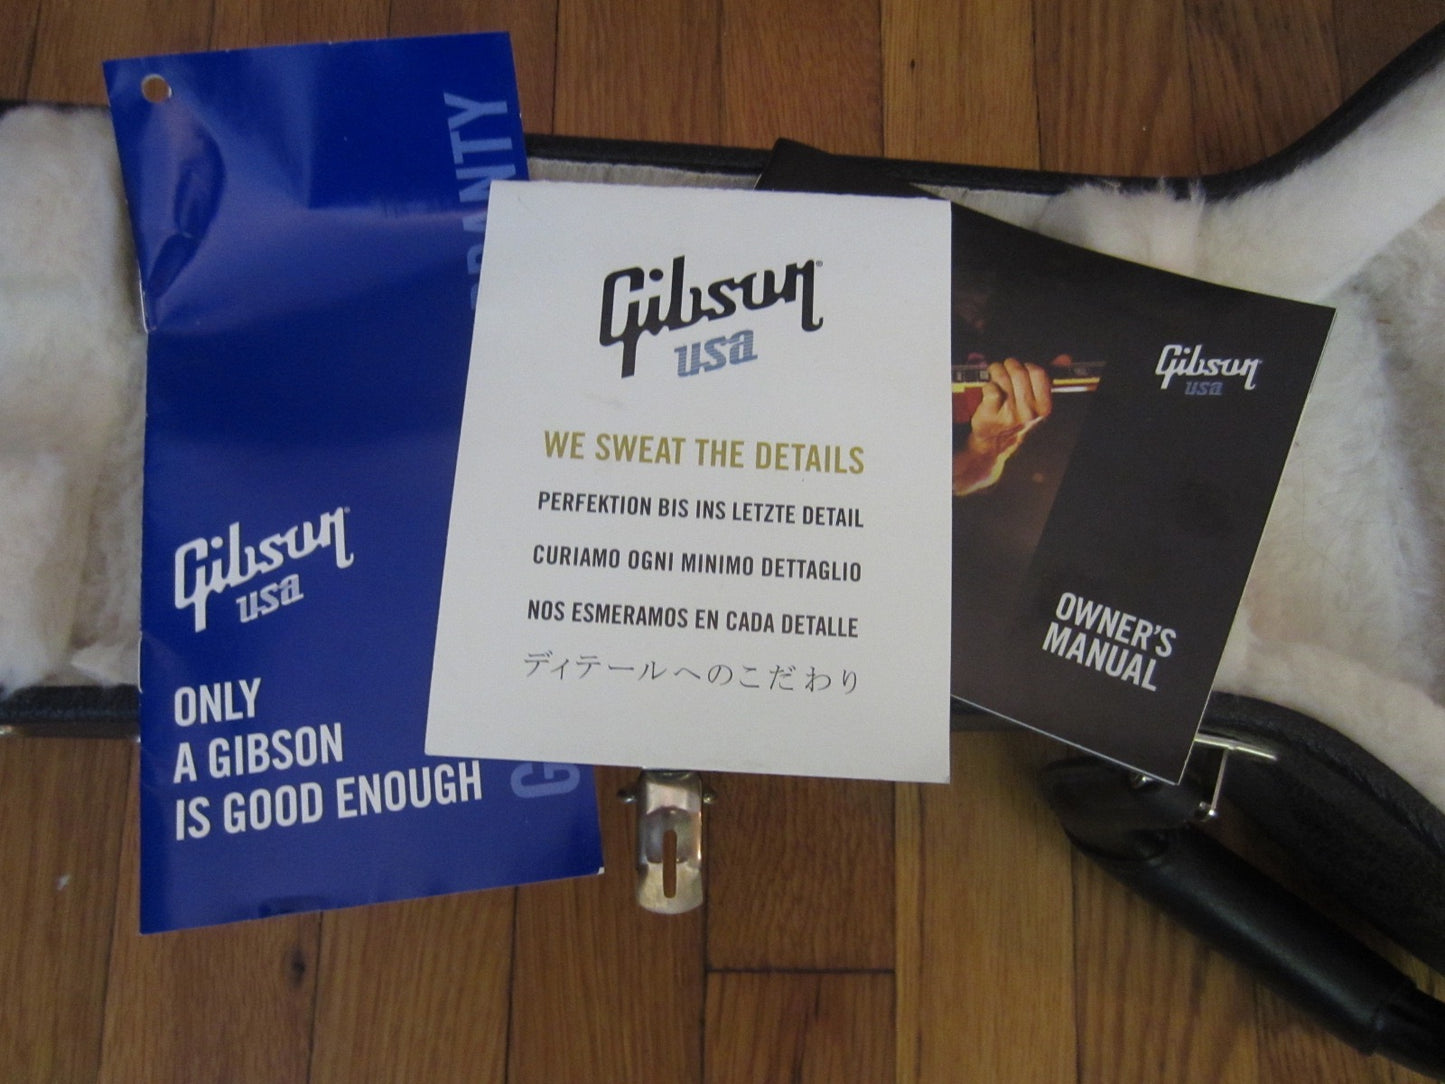 Gibson
usa
ONLY
A GIBSON
IS GOOD ENOUGH
Gibson
usa
WE SWEAT THE DETAILS
PERFEKTION BIS INS LETZTE DETAIL
CURIAMO OGNI MINIMO DETTAGLIO
NOS ESMERAMOS EN CADA DETALLE
ディテールへのこだわり
Gibson
usa
OWNER'S
MANUAL